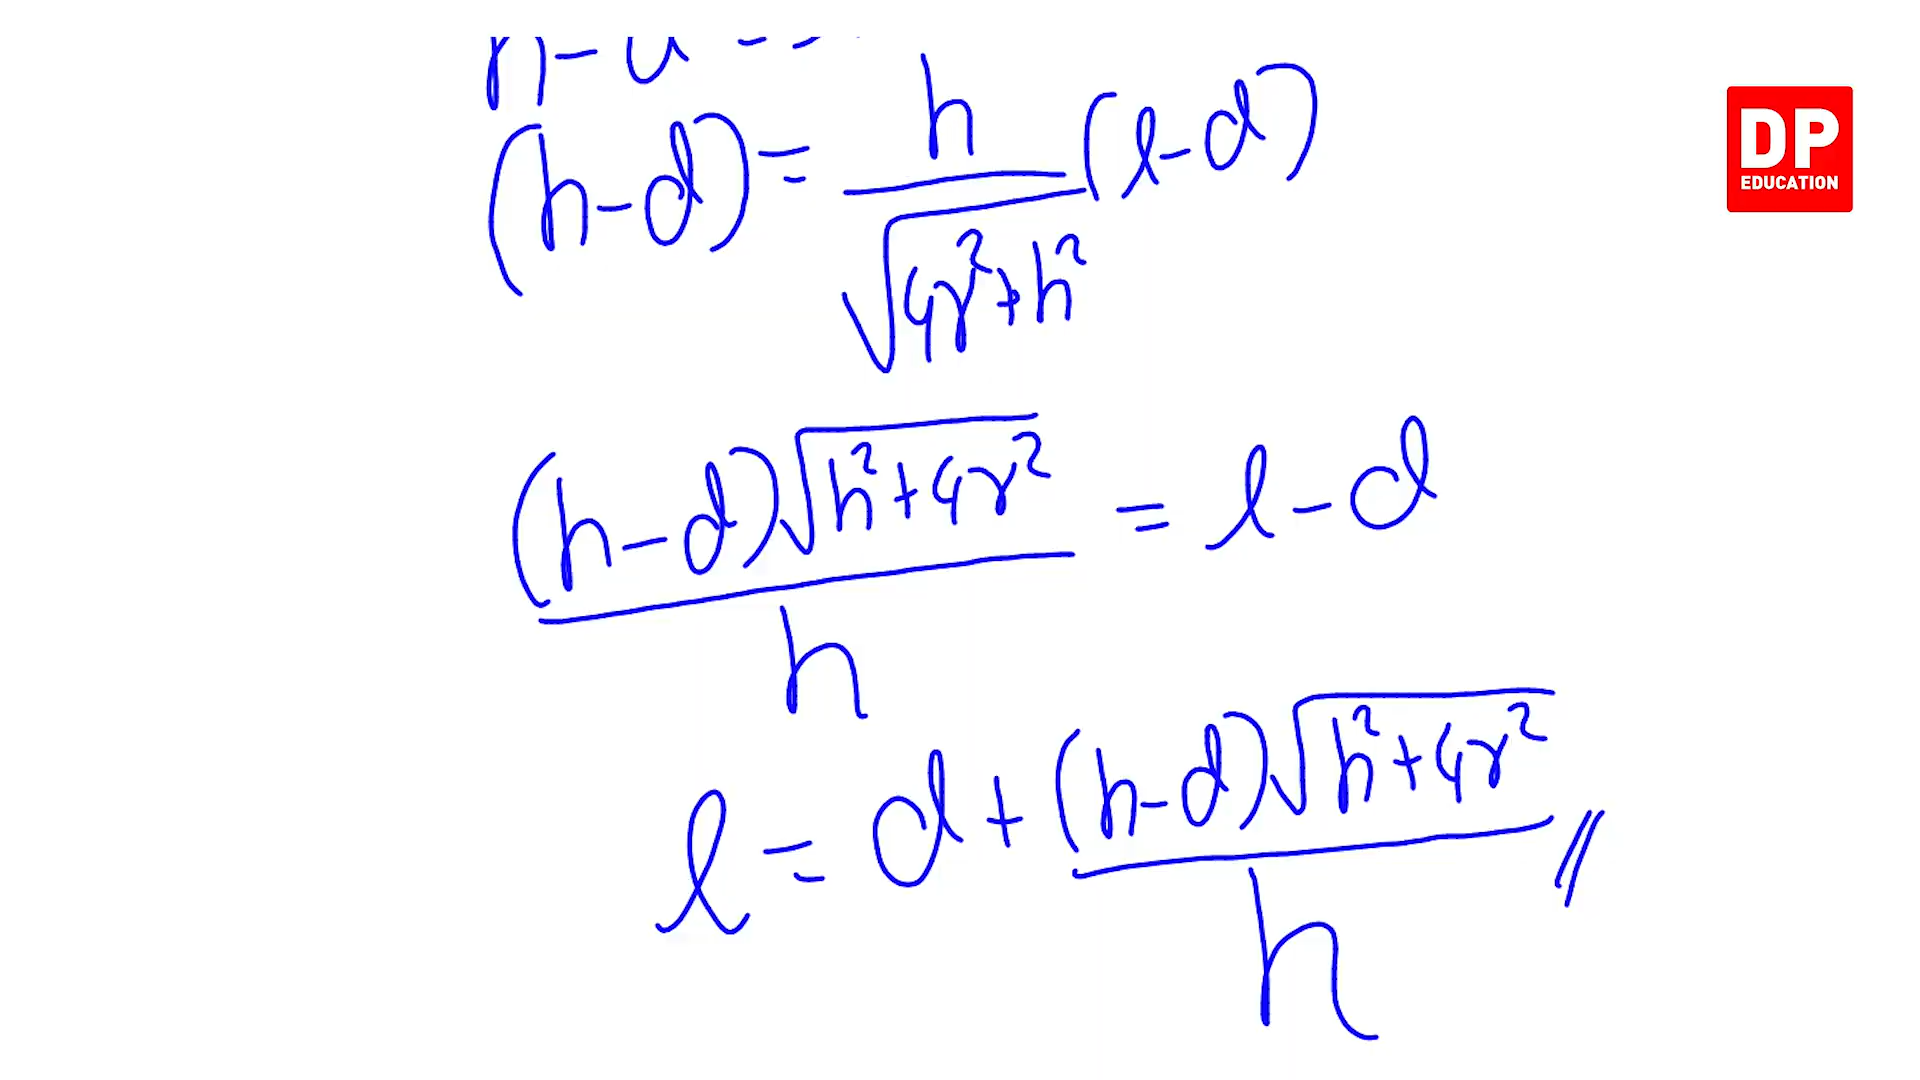 h-d =
(h-d) = h/√(4r²+h²) (l-d)
DP
EDUCATION
(h-d)√(h²+4r²)/h = l-d
l = d + (h-d)√(h²+4r²)/h //